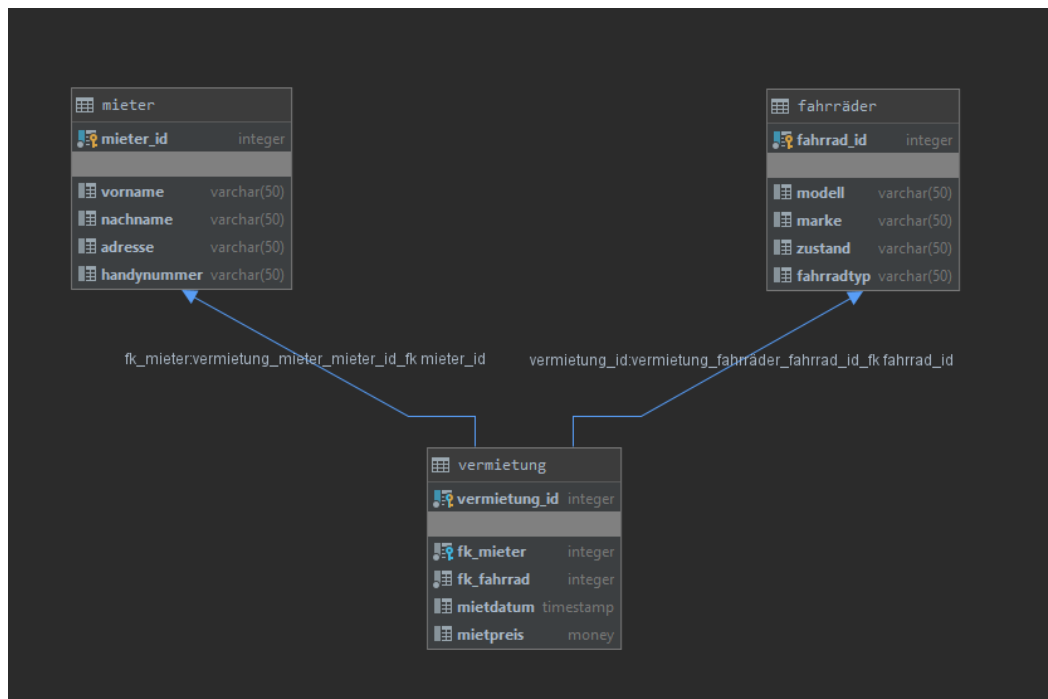 mieter
mieter_id integer
vorname varchar(50)
nachname varchar(50)
adresse varchar(50)
handynummer varchar(50)
fahrräder
fahrrad_id integer
modell varchar(50)
marke varchar(50)
zustand varchar(50)
fahrradtyp varchar(50)
fk_mieter:vermietung_mieter_mieter_id_fk mieter_id
vermietung_id:vermietung_fahrräder_fahrrad_id_fk fahrrad_id
vermietung
vermietung_id integer
fk_mieter integer
fk_fahrrad integer
mietdatum timestamp
mietpreis money